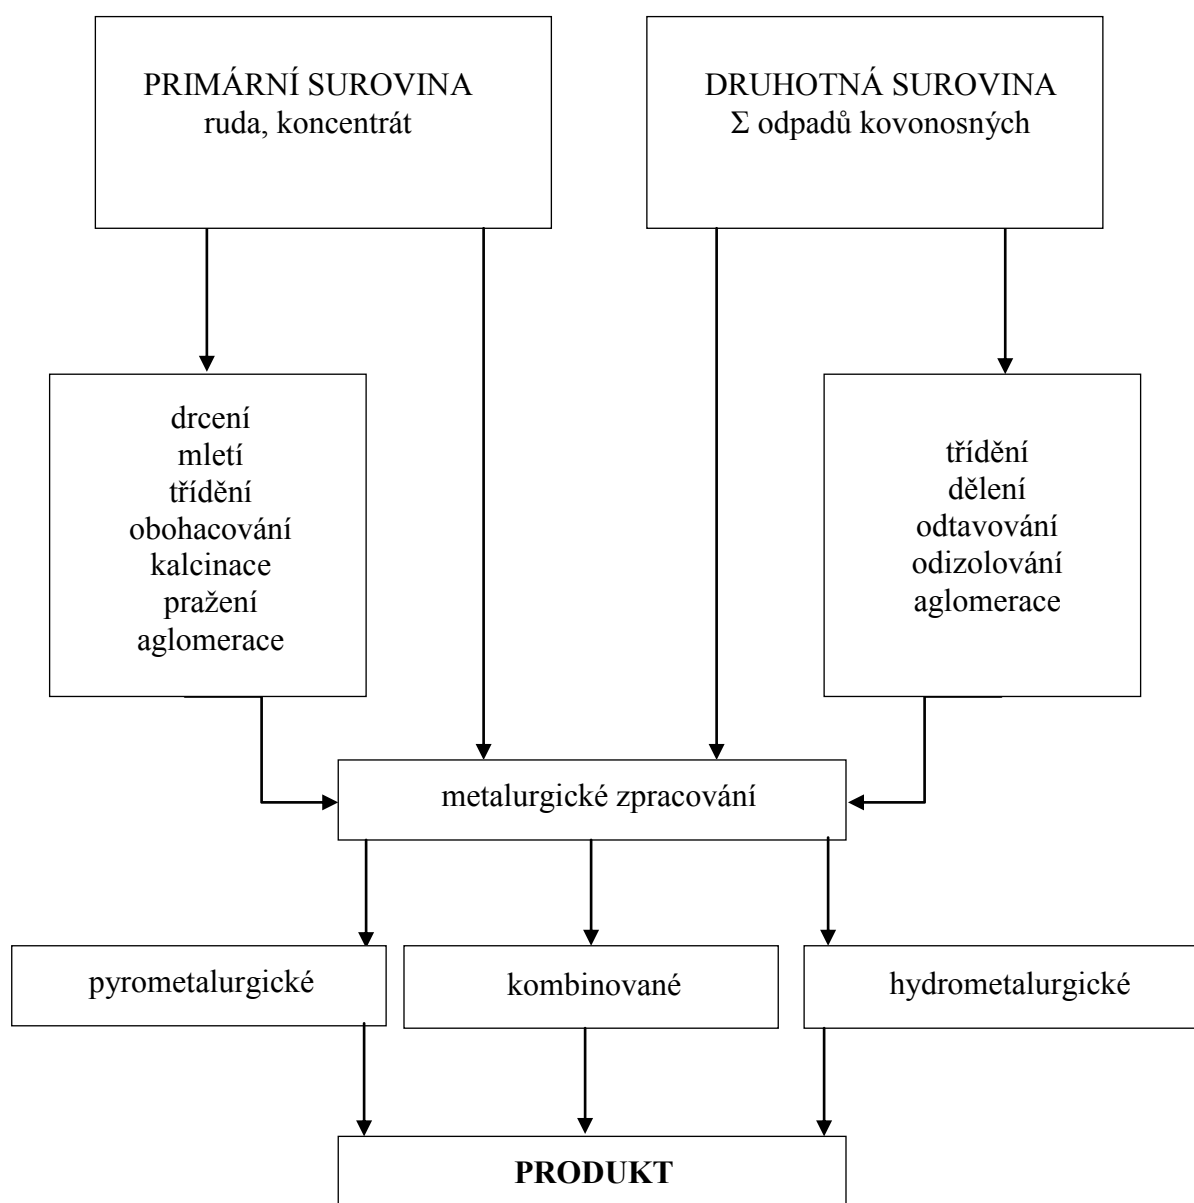 PRIMÁRNÍ SUROVINA
ruda, koncentrát
DRUHOTNÁ SUROVINA
Σ odpadů kovonosných
drcení
mletí
třídění
obohacování
kalcinace
pražení
aglomerace
třídění
dělení
odtavování
odizolování
aglomerace
metalurgické zpracování
pyrometalurgické
kombinované
hydrometalurgické
PRODUKT